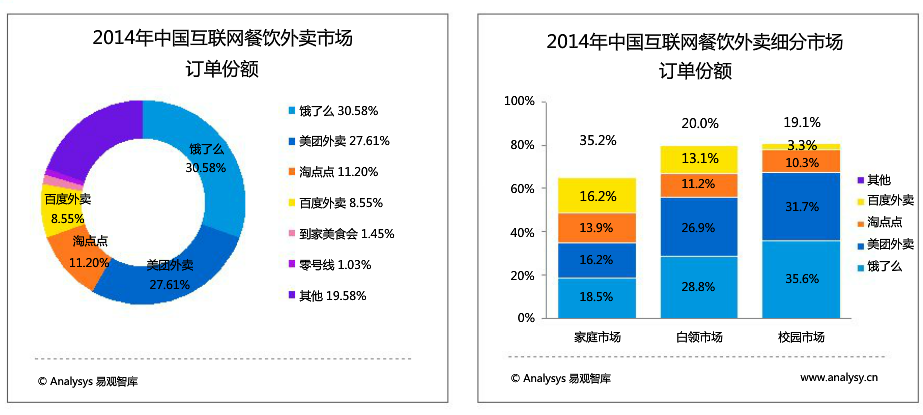 2014年中国互联网餐饮外卖市场
订单份额
饿了么
30.58%
美团外卖
27.61%
淘点点
11.20%
百度外卖
8.55%
饿了么 30.58%
美团外卖 27.61%
淘点点 11.20%
百度外卖 8.55%
到家美食会 1.45%
零号线 1.03%
其他 19.58%
© Analysys 易观智库
2014年中国互联网餐饮外卖细分市场
订单份额
100%
80%
60%
40%
20%
0%
35.2%
16.2%
13.9%
16.2%
18.5%
家庭市场
20.0%
13.1%
11.2%
26.9%
28.8%
白领市场
19.1%
3.3%
10.3%
31.7%
35.6%
校园市场
其他
百度外卖
淘点点
美团外卖
饿了么
© Analysys 易观智库
www.analysy.cn